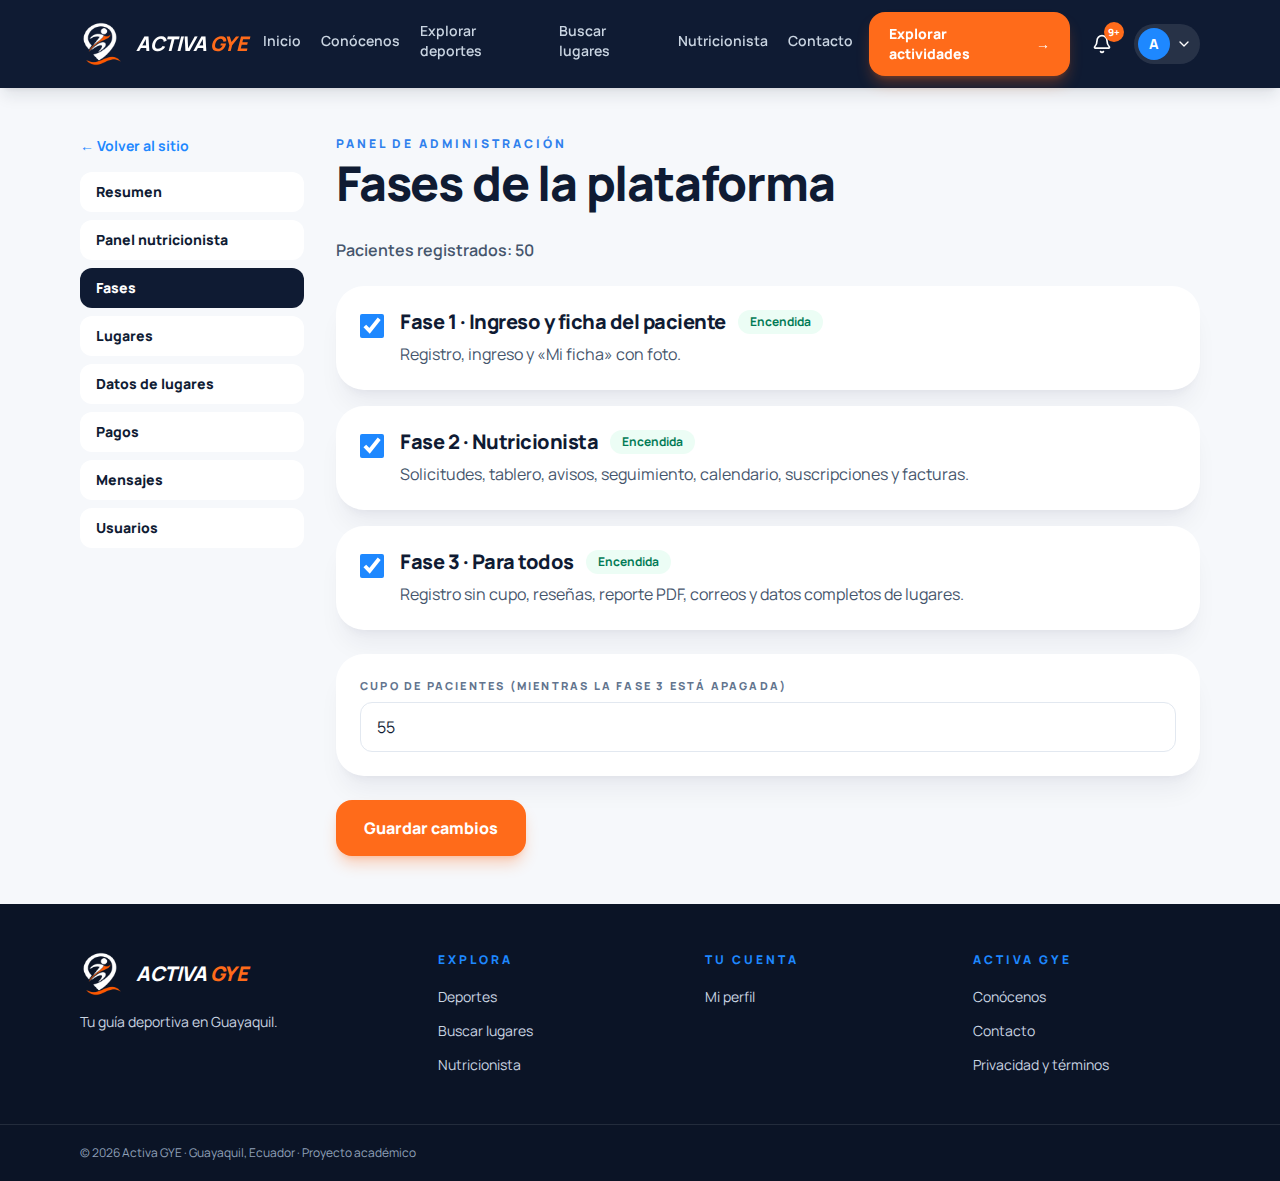 ACTIVA GYE
Inicio
Conócenos
Explorar deportes
Buscar lugares
Nutricionista
Contacto
Explorar actividades →
9+
A
← Volver al sitio
Resumen
Panel nutricionista
Fases
Lugares
Datos de lugares
Pagos
Mensajes
Usuarios
PANEL DE ADMINISTRACIÓN
Fases de la plataforma
Pacientes registrados: 50
Fase 1 · Ingreso y ficha del paciente Encendida
Registro, ingreso y «Mi ficha» con foto.
Fase 2 · Nutricionista Encendida
Solicitudes, tablero, avisos, seguimiento, calendario, suscripciones y facturas.
Fase 3 · Para todos Encendida
Registro sin cupo, reseñas, reporte PDF, correos y datos completos de lugares.
CUPO DE PACIENTES (MIENTRAS LA FASE 3 ESTÁ APAGADA)
55
Guardar cambios
ACTIVA GYE
Tu guía deportiva en Guayaquil.
EXPLORA
Deportes
Buscar lugares
Nutricionista
TU CUENTA
Mi perfil
ACTIVA GYE
Conócenos
Contacto
Privacidad y términos
© 2026 Activa GYE · Guayaquil, Ecuador · Proyecto académico